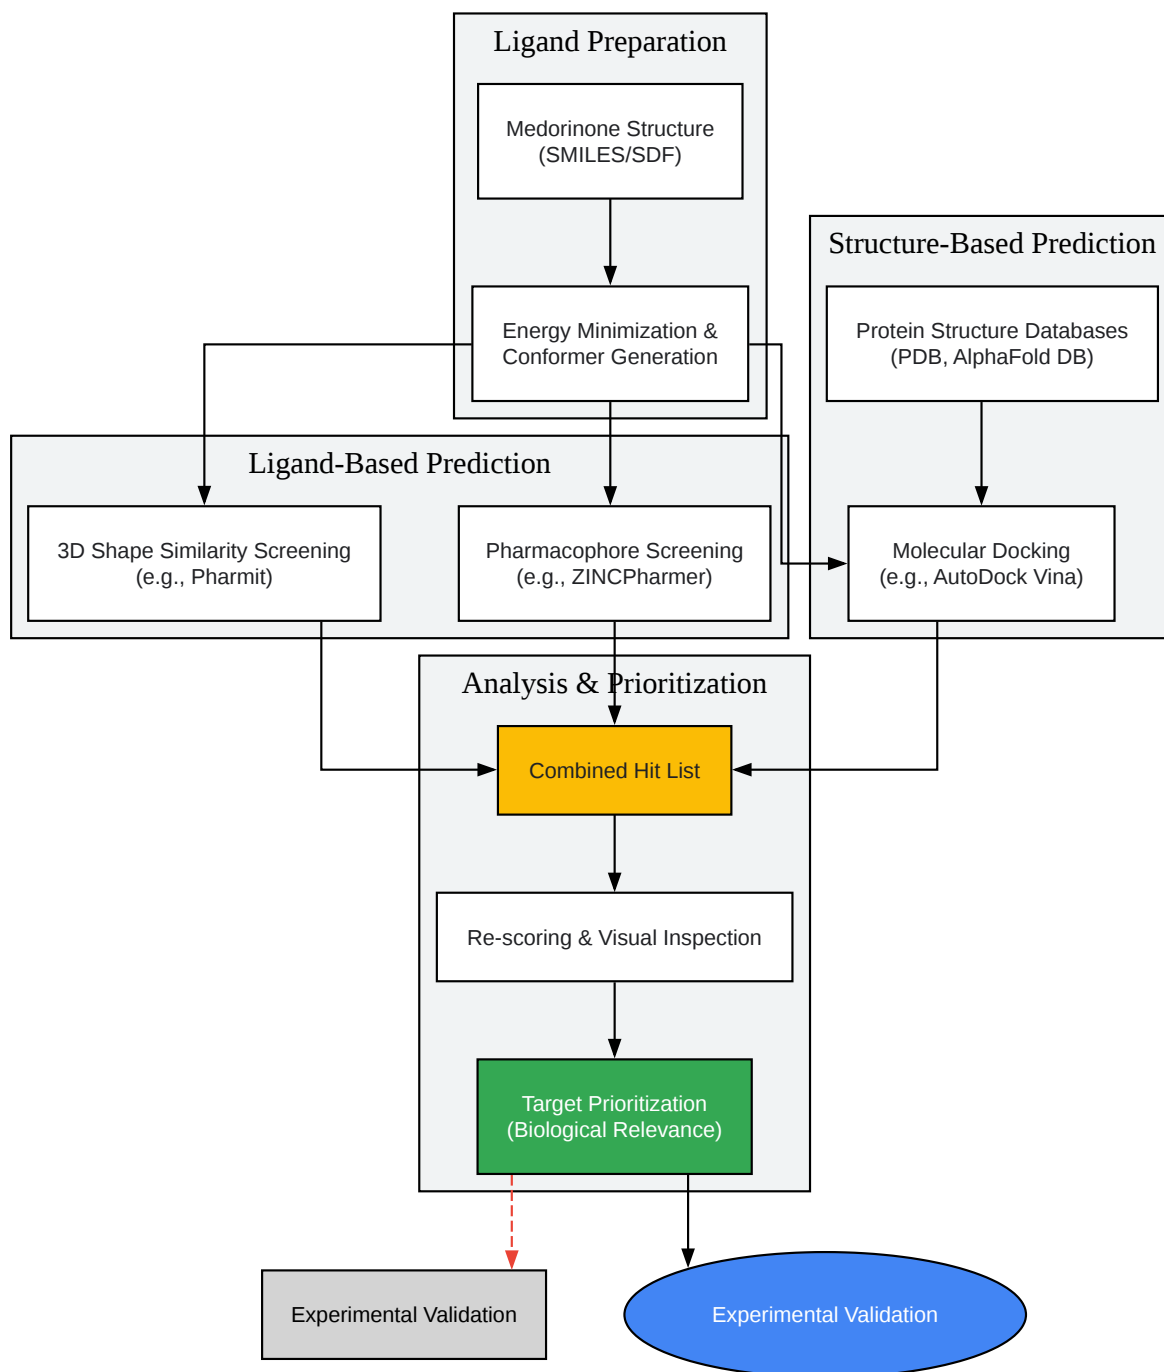 Ligand Preparation
Medorinone Structure
(SMILES/SDF)
Structure-Based Prediction
Energy Minimization &
Conformer Generation
Protein Structure Databases
(PDB, AlphaFold DB)
Ligand-Based Prediction
3D Shape Similarity Screening
(e.g., Pharmit)
Pharmacophore Screening
(e.g., ZINCPharmer)
Molecular Docking
(e.g., AutoDock Vina)
Analysis & Prioritization
Combined Hit List
Re-scoring & Visual Inspection
Target Prioritization
(Biological Relevance)
Experimental Validation
Experimental Validation